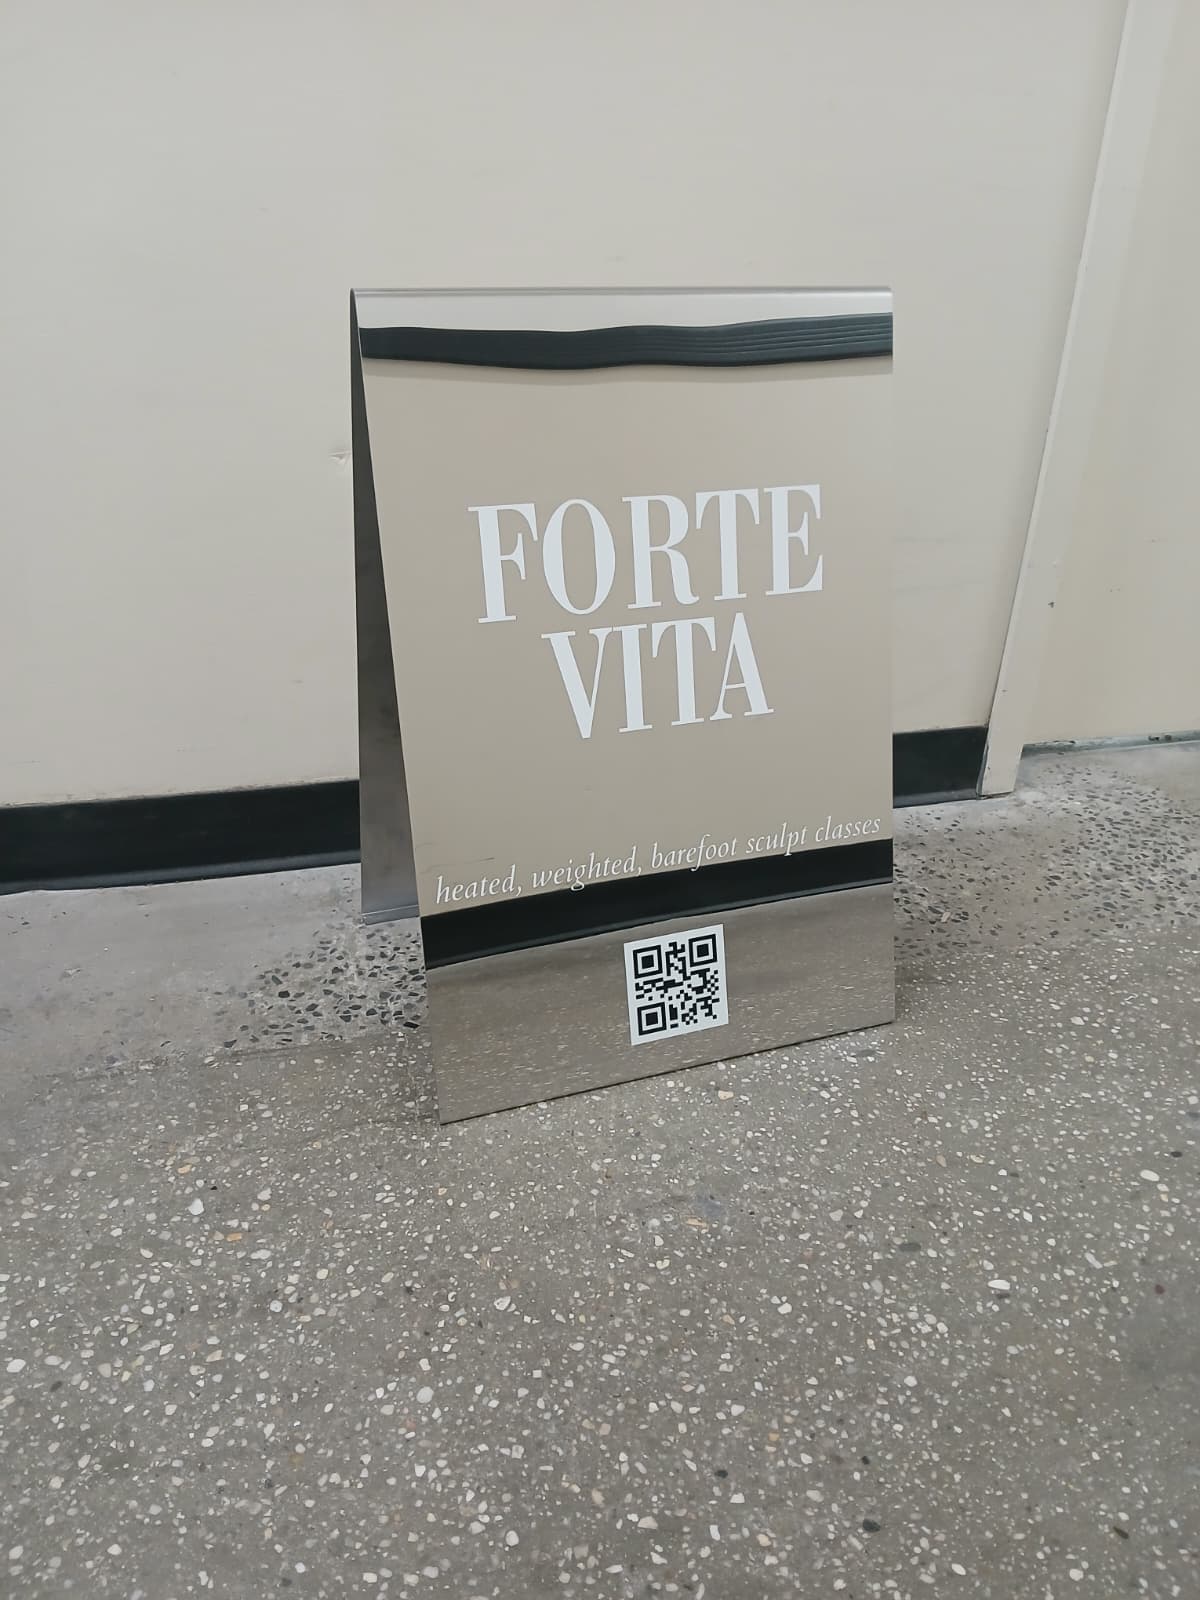 FORTE
VITA
heated, weighted, barefoot sculpt classes